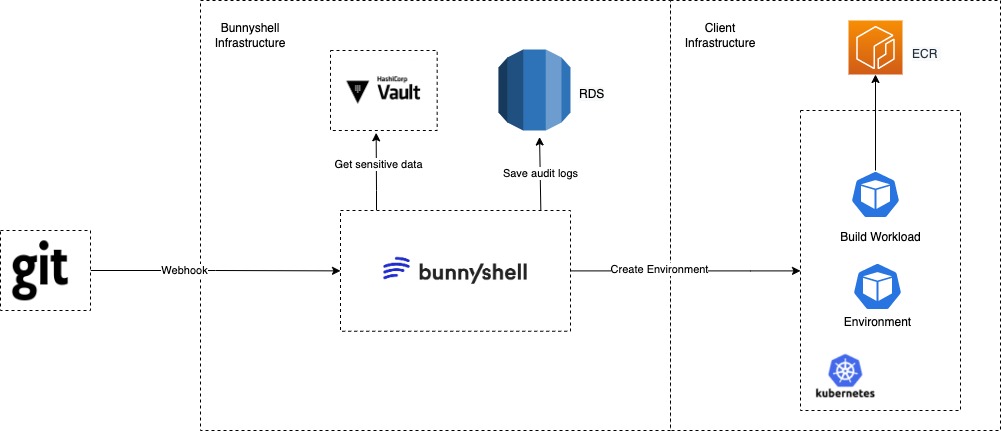 Bunnyshell
Infrastructure
Client
Infrastructure
ECR
HashiCorp
Vault
RDS
Get sensitive data
Save audit logs
Build Workload
git
Webhook
bunnyshell
Create Environment
Environment
kubernetes